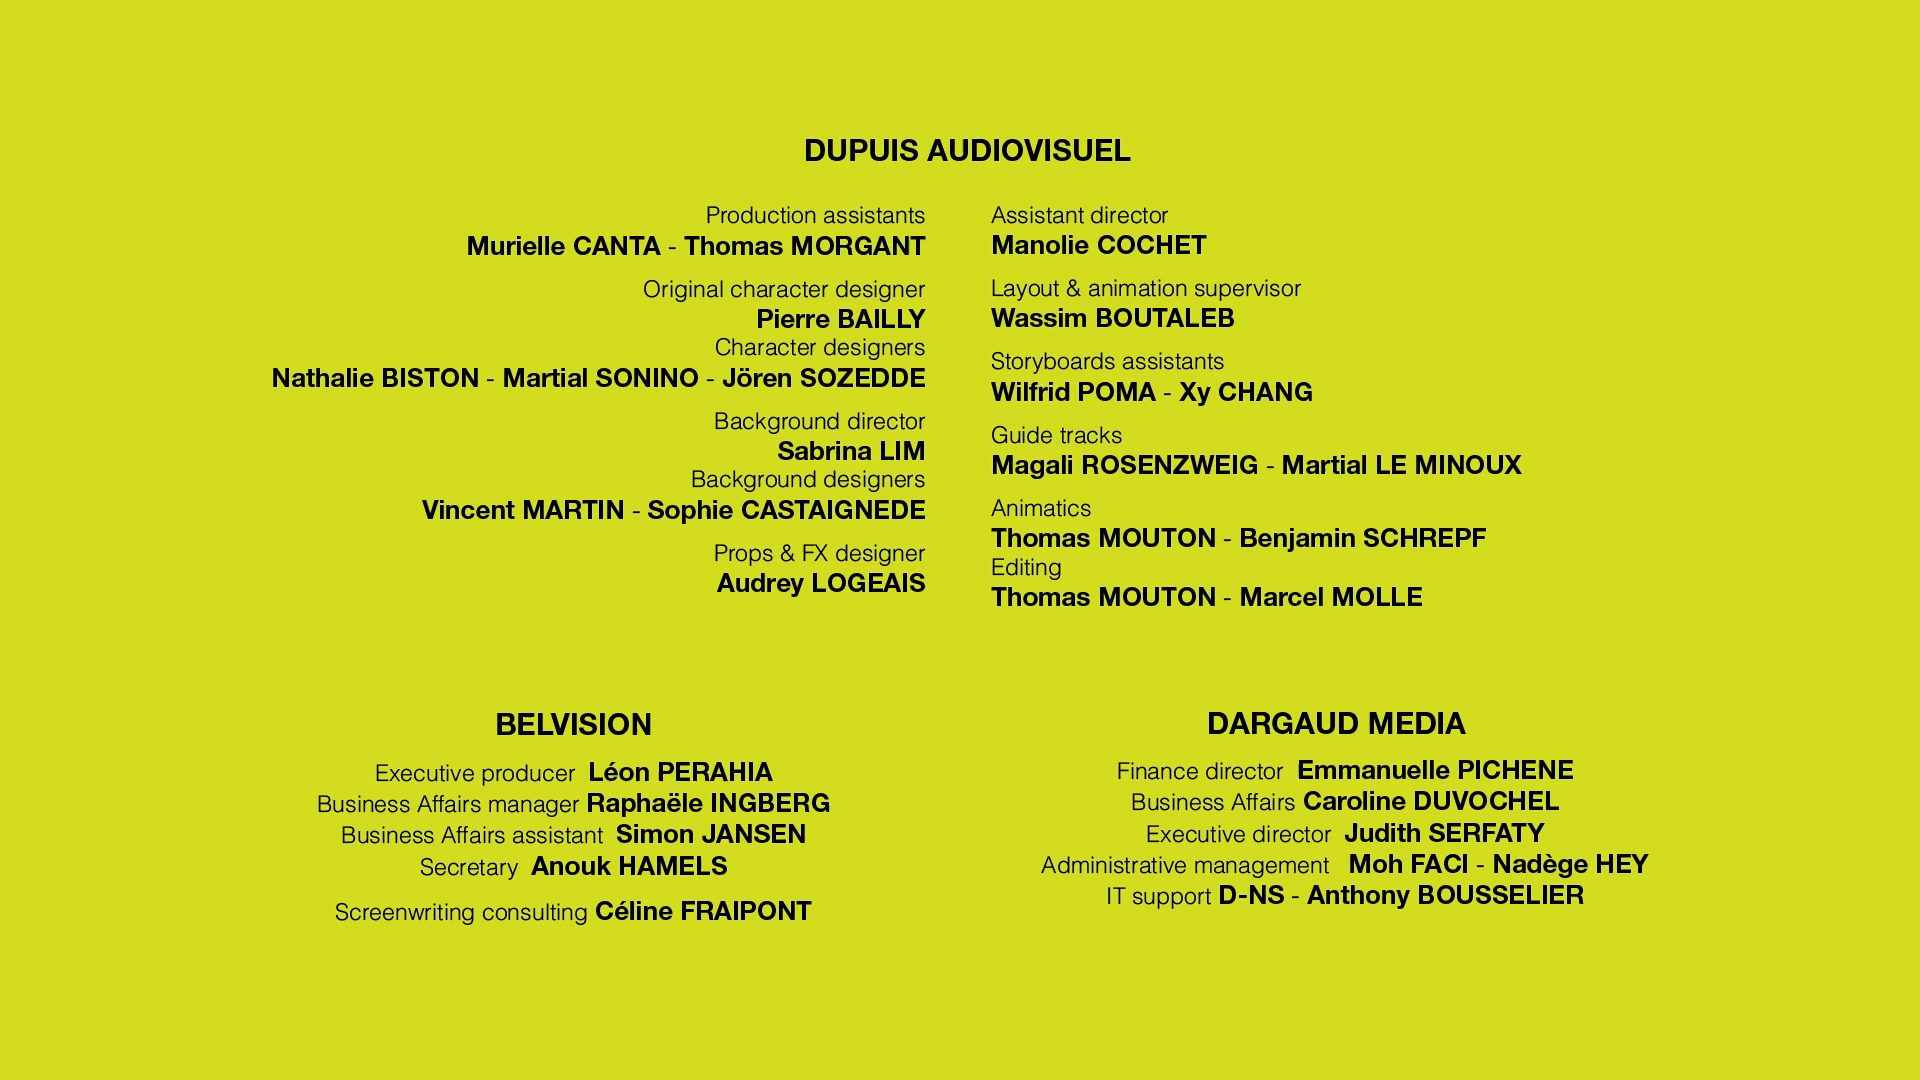 DUPUIS AUDIOVISUEL
Production assistants
Murielle CANTA - Thomas MORGANT
Original character designer
Pierre BAILLY
Character designers
Nathalie BISTON - Martial SONINO - Jören SOZEDDE
Background director
Sabrina LIM
Background designers
Vincent MARTIN - Sophie CASTAIGNEDE
Props & FX designer
Audrey LOGEAIS
Assistant director
Manolie COCHET
Layout & animation supervisor
Wassim BOUTALEB
Storyboards assistants
Wilfrid POMA - Xy CHANG
Guide tracks
Magali ROSENZWEIG - Martial LE MINOUX
Animatics
Thomas MOUTON - Benjamin SCHREPF
Editing
Thomas MOUTON - Marcel MOLLE
BELVISION
Executive producer Léon PERAHIA
Business Affairs manager Raphaële INGBERG
Business Affairs assistant Simon JANSEN
Secretary Anouk HAMELS
Screenwriting consulting Céline FRAIPONT
DARGAUD MEDIA
Finance director Emmanuelle PICHENE
Business Affairs Caroline DUVOCHEL
Executive director Judith SERFATY
Administrative management Moh FACI - Nadège HEY
IT support D-NS - Anthony BOUSSELIER